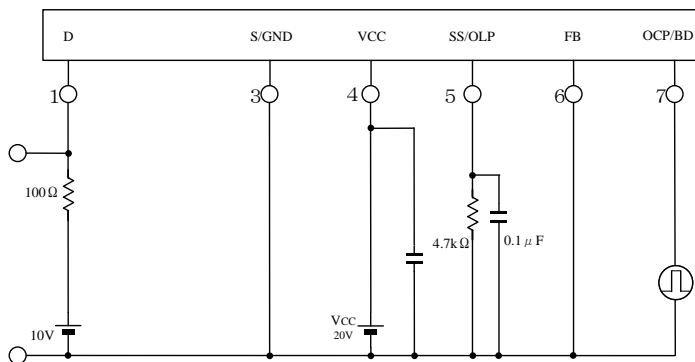 D S/GND VCC SS/OLP FB OCP/BD
1 3 4 5 6 7
100Ω
4.7kΩ 0.1μF
10V
VCC
20V